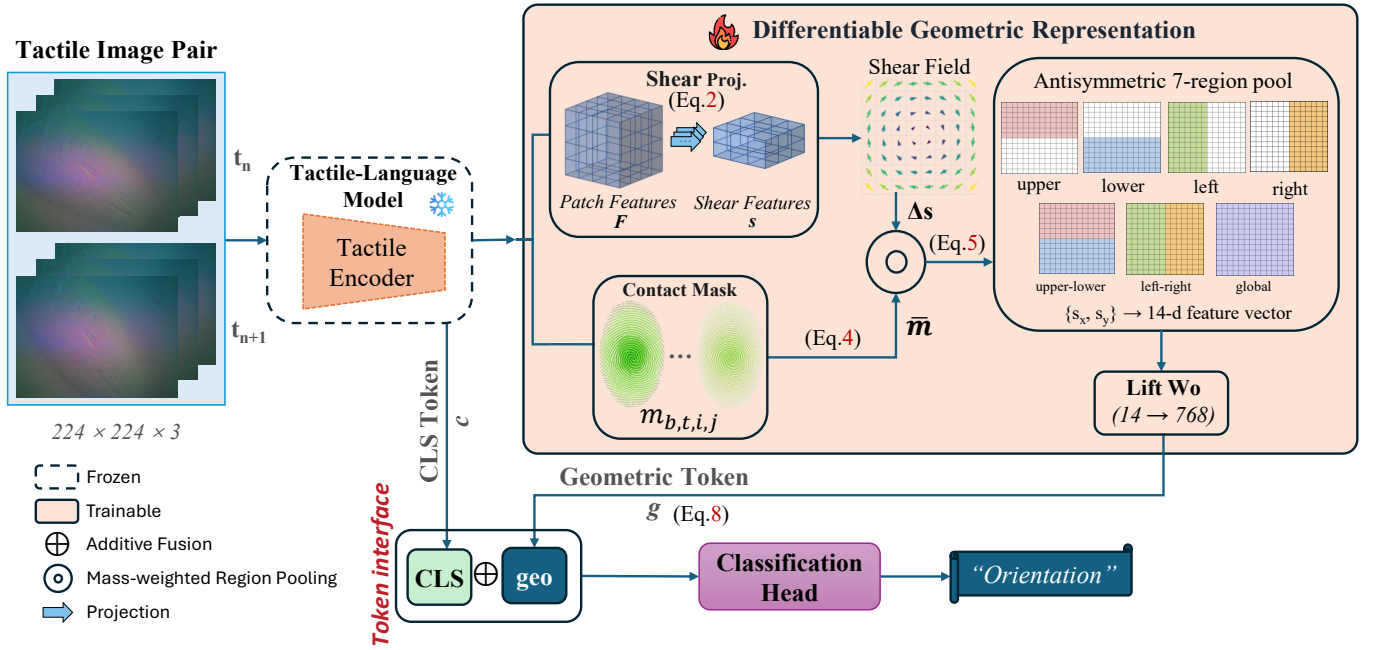 Tactile Image Pair
t_n
t_{n+1}
224 × 224 × 3
Frozen
Trainable
Additive Fusion
Mass-weighted Region Pooling
Projection
Tactile-Language
Model
Tactile
Encoder
CLS Token
c
Differentiable Geometric Representation
Shear Proj.
(Eq.2)
Patch Features
F
Shear Features
s
Shear Field
Δs
(Eq.5)
Contact Mask
...
m_{b,t,i,j}
(Eq.4)
m̄
Antisymmetric 7-region pool
upper
lower
left
right
upper-lower
left-right
global
{s_x, s_y} → 14-d feature vector
Lift Wo
(14 → 768)
Geometric Token
g (Eq.8)
Token interface
CLS
geo
Classification
Head
“Orientation”